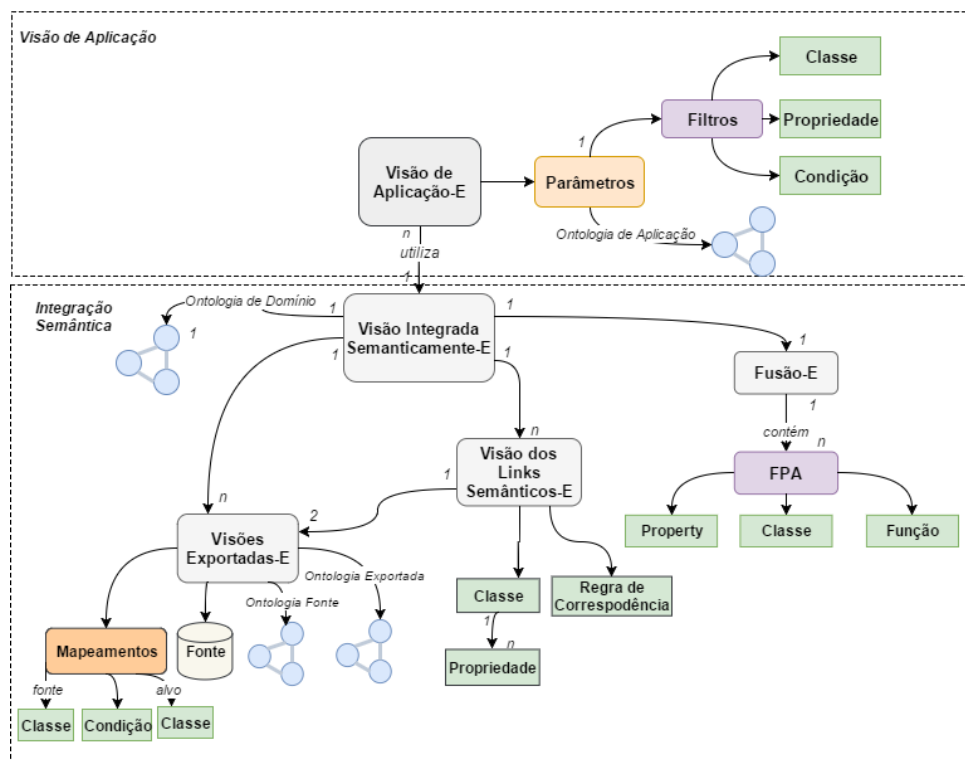 Visão de Aplicação
Classe
Filtros
Propriedade
1
Visão de
Aplicação-E
Parâmetros
Condição
n
utiliza
Ontologia de Aplicação
1
Integração
Semântica
Ontologia de Domínio
1
1
1
Visão Integrada
Semanticamente-E
1
1
1
Fusão-E
1
contém
n
n
Visão dos
Links
Semânticos-E
1
FPA
n
2
Visões
Exportadas-E
Property
Classe
Função
Ontologia Exportada
Ontologia Fonte
Classe
Regra de
Correspodência
1
n
Mapeamentos
Fonte
Propriedade
fonte
alvo
Classe
Condição
Classe